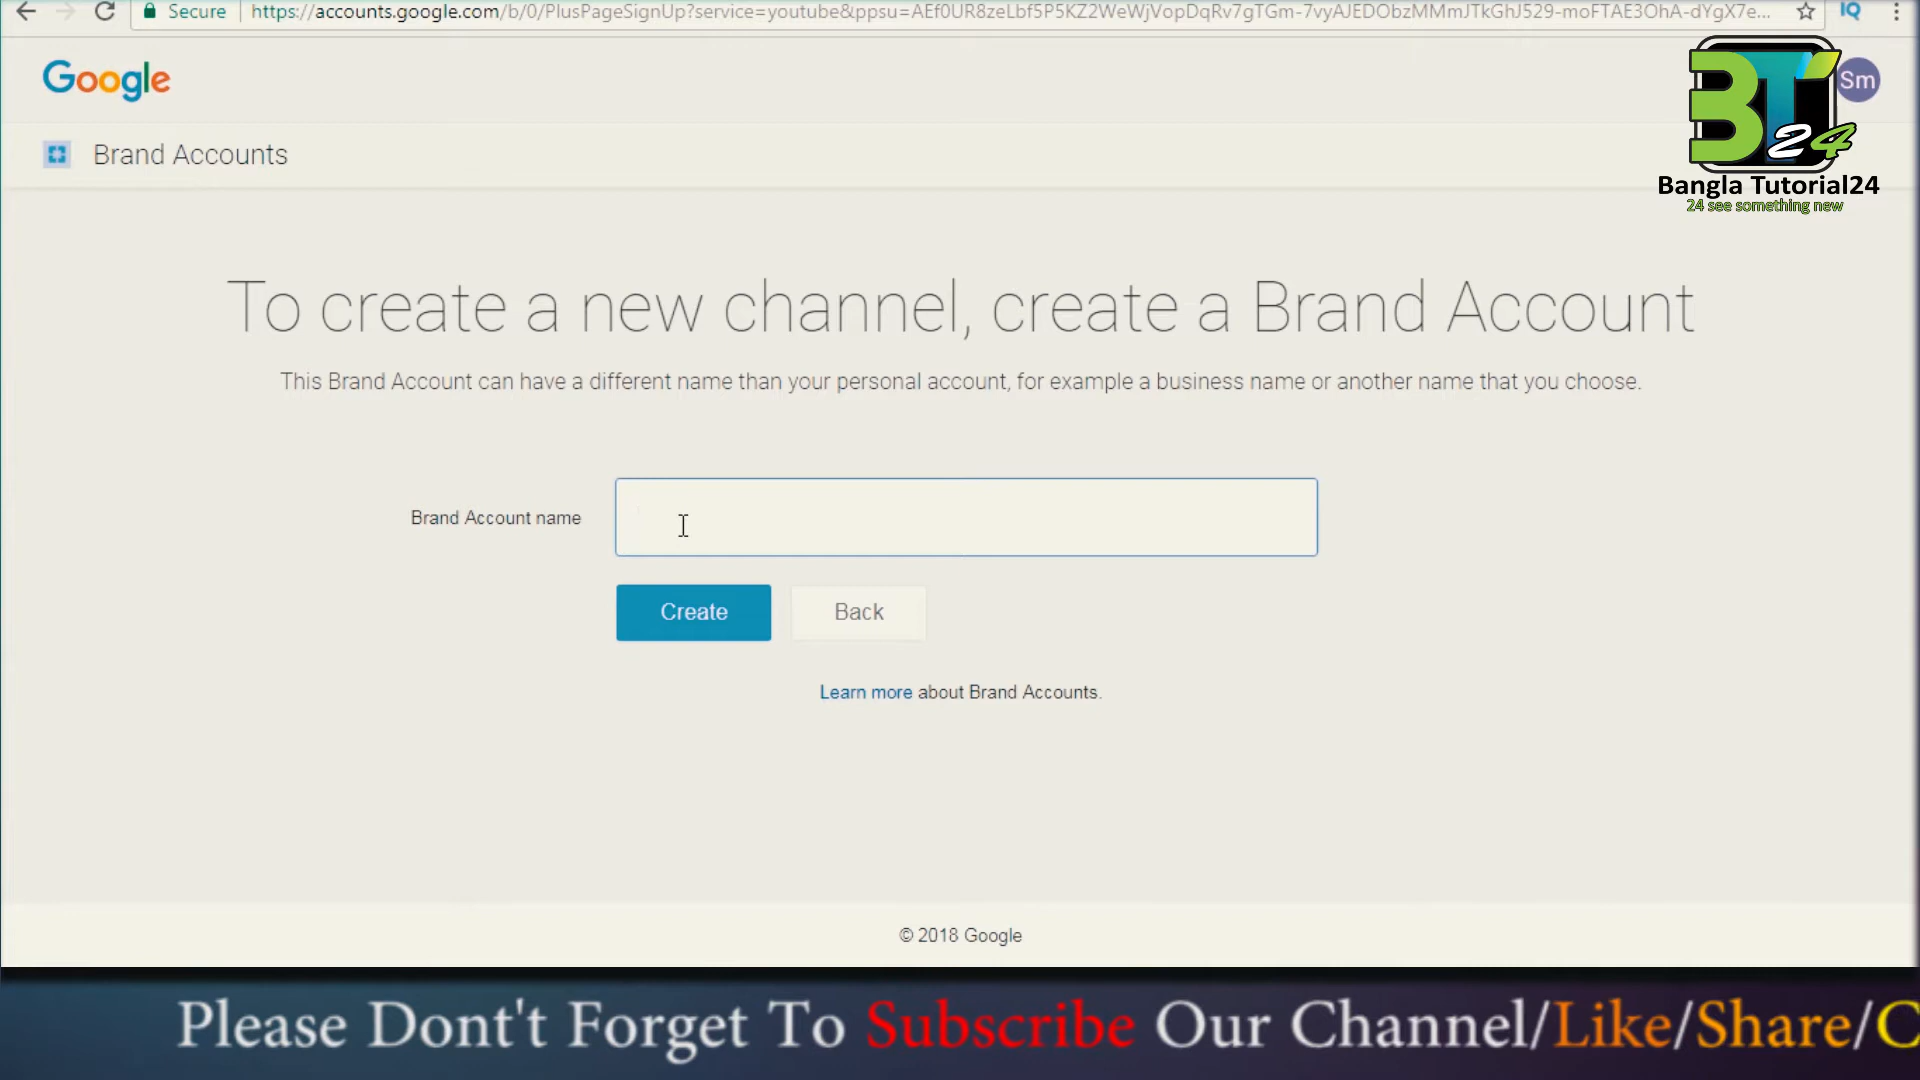 Secure https://accounts.google.com/b/0/PlusPageSignUp?service=youtube&ppsu=AEf0UR8zeLbf5P5KZ2WeWjVopDqRv7gTGm-7vyAJEDObzMMmJTkGhJ529-moFTAE3OhA-dYgX7e... IQ
Google
Sm
BT
24
Brand Accounts
Bangla Tutorial24
24 see something new
To create a new channel, create a Brand Account
This Brand Account can have a different name than your personal account, for example a business name or another name that you choose.
Brand Account name
Create Back
Learn more about Brand Accounts.
© 2018 Google
Please Dont't Forget To Subscribe Our Channel/Like/Share/C